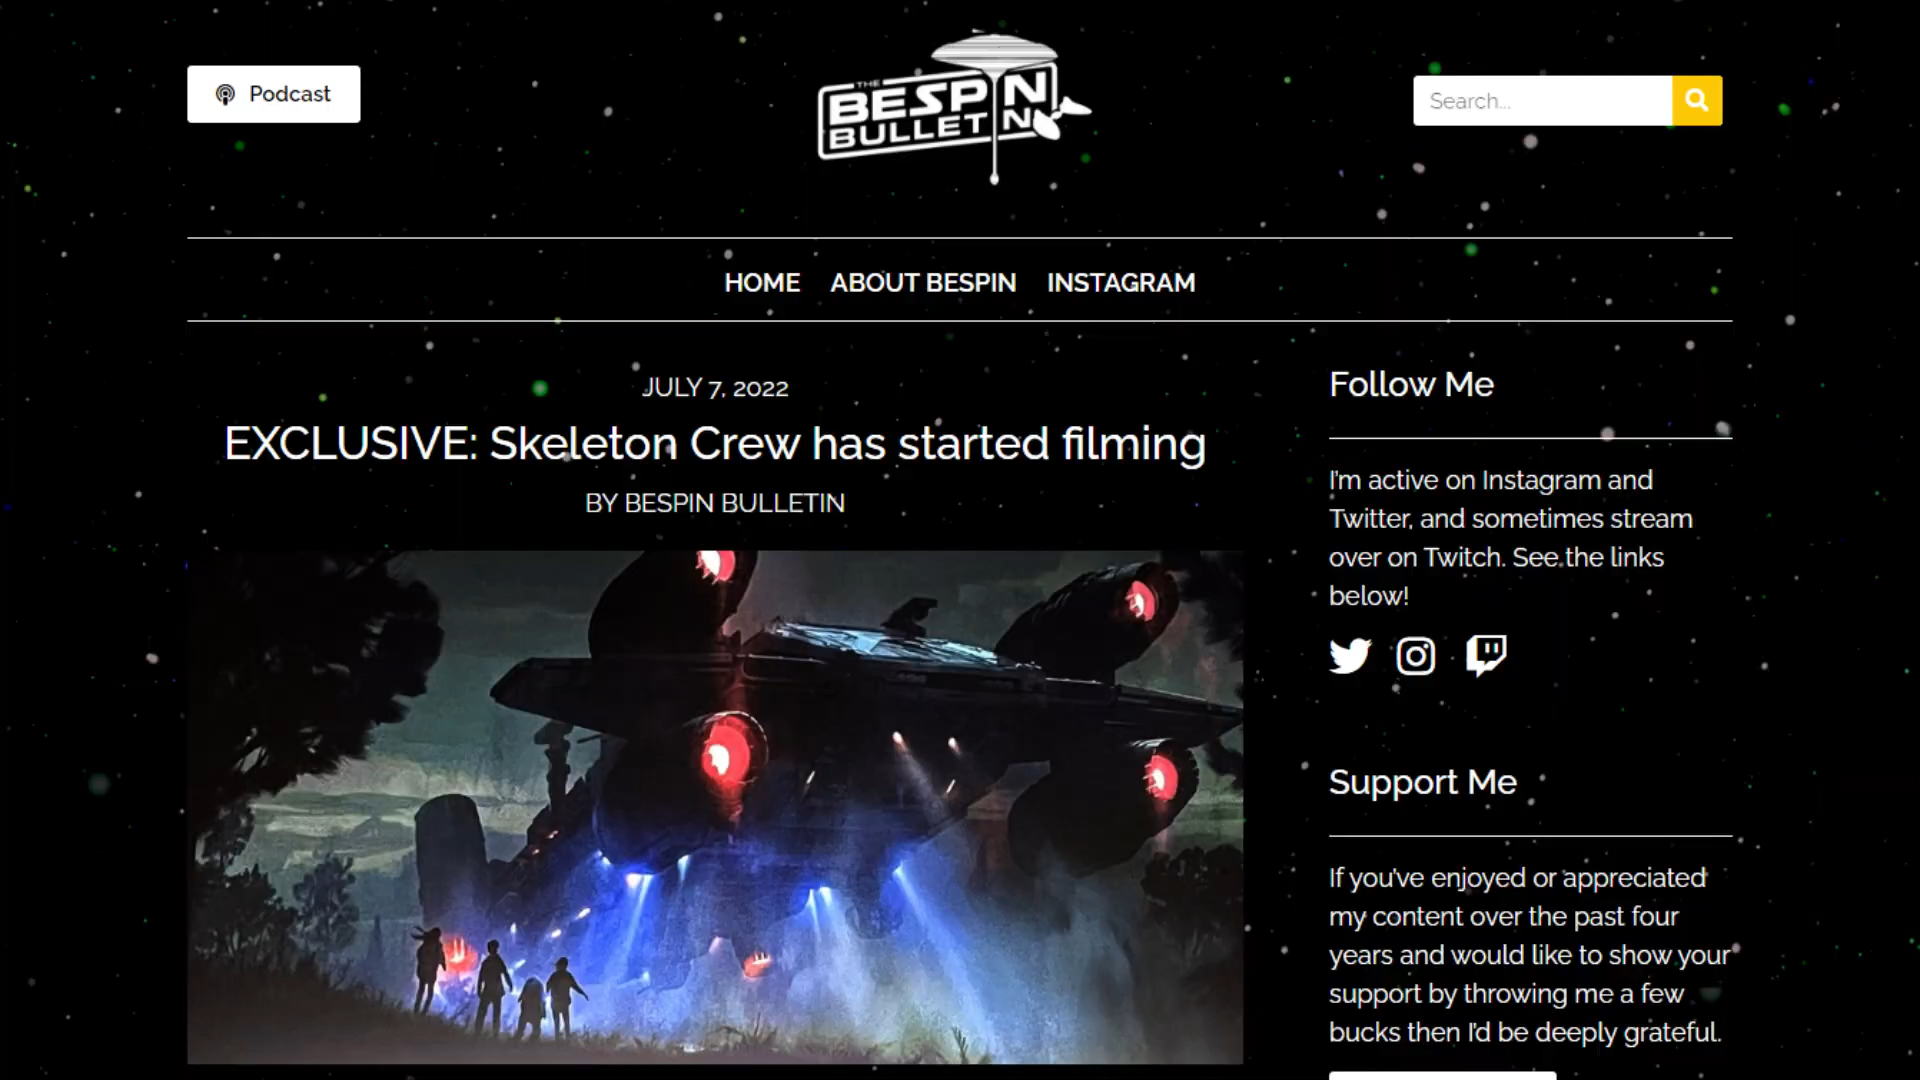 Podcast
THE
BESPIN
BULLETIN
Search...
HOME ABOUT BESPIN INSTAGRAM
JULY 7, 2022
EXCLUSIVE: Skeleton Crew has started filming
BY BESPIN BULLETIN
Follow Me
I'm active on Instagram and
Twitter, and sometimes stream
over on Twitch. See the links
below!
Support Me
If you've enjoyed or appreciated
my content over the past four
years and would like to show your
support by throwing me a few
bucks then I'd be deeply grateful.